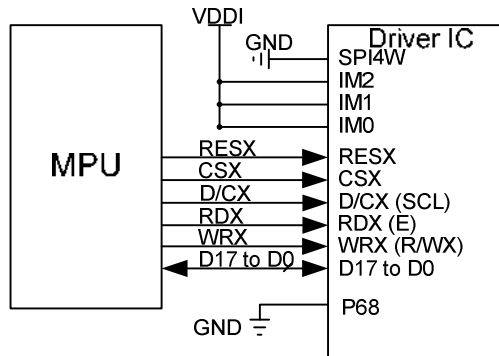 VDDI
GND
Driver IC
SPI4W
IM2
IM1
IM0
MPU
RESX RESX
CSX CSX
D/CX D/CX (SCL)
RDX RDX (E)
WRX WRX (R/WX)
D17 to D0 D17 to D0
P68
GND